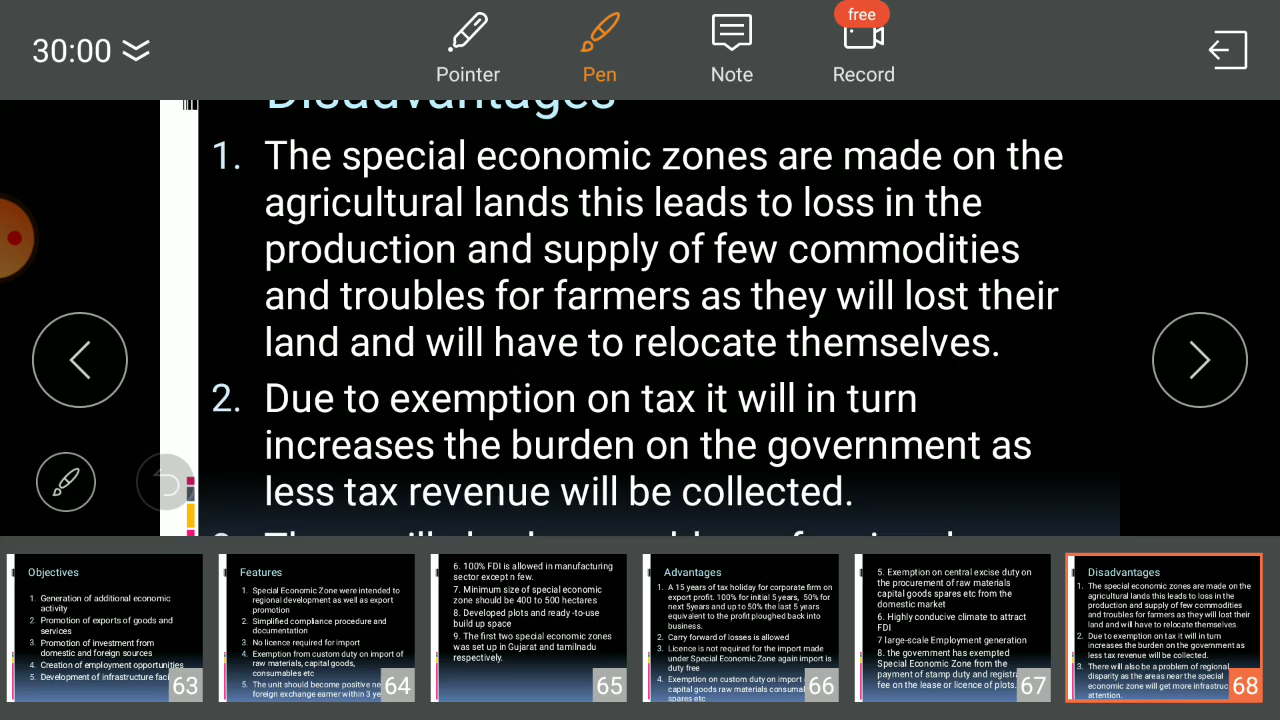 30:00
Pointer
Pen
Note
free
Record
Disadvantages
1. The special economic zones are made on the
agricultural lands this leads to loss in the
production and supply of few commodities
and troubles for farmers as they will lost their
land and will have to relocate themselves.
2. Due to exemption on tax it will in turn
increases the burden on the government as
less tax revenue will be collected.
Objectives
1. Generation of additional economic
activity
2. Promotion of exports of goods and
services
3. Promotion of investment from
domestic and foreign sources
4. Creation of employment opportunities
5. Development of infrastructure
63
Features
1. Special Economic Zone were intended to
regional development as well as export
promotion
2. Simplified compliance procedure and
documentation
3. No licence required for import
4. Exemption from custom duty on import of
raw materials, capital goods,
consumables etc
5. The unit should become positive
foreign exchange earner within 3
64
6. 100% FDI is allowed in manufacturing
sector except n few.
7. Minimum size of special economic
zone should be 400 to 500 hectares
8. Developed plots and ready-to-use
build up space
9. The first two special economic zones
was set up in Gujarat and tamilnadu
respectively.
65
Advantages
1. A 15 years of tax holiday for corporate firm on
export profit. 100% for initial 5 years, 50% for
next 5years and up to 50% the last 5 years
equivalent to the profit ploughed back into
business.
2. Carry forward of losses is allowed
3. Licence is not required for the import made
under Special Economic Zone again import is
duty free
4. Exemption on custom duty on import
capital goods raw materials
spares etc
66
5. Exemption on central excise duty on
the procurement of raw materials
capital goods spares etc from the
domestic market
6. Highly conducive climate to attract
FDI
7 large-scale Employment generation
8. the government has exempted
Special Economic Zone from the
payment of stamp duty and
fee on the lease or licence of plots.
67
Disadvantages
1. The special economic zones are made on the
agricultural lands this leads to loss in the
production and supply of few commodities
and troubles for farmers as they will lost their
land and will have to relocate themselves.
2. Due to exemption on tax it will in turn
increases the burden on the government as
less tax revenue will be collected.
3. There will also be a problem of regional
disparity as the areas near the special
economic zone will get more
attention.
68